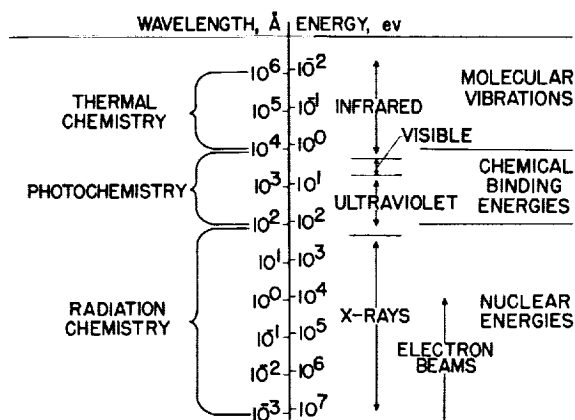 WAVELENGTH, Å ENERGY, ev
10⁶ 10⁻²
MOLECULAR
VIBRATIONS
THERMAL
CHEMISTRY
10⁵ 10⁻¹
INFRARED
10⁴ 10⁰
VISIBLE
PHOTOCHEMISTRY
10³ 10¹
CHEMICAL
BINDING
ENERGIES
ULTRAVIOLET
10² 10²
10¹ 10³
RADIATION
CHEMISTRY
10⁰ 10⁴
X-RAYS
NUCLEAR
ENERGIES
10⁻¹ 10⁵
ELECTRON
BEAMS
10⁻² 10⁶
10⁻³ 10⁷